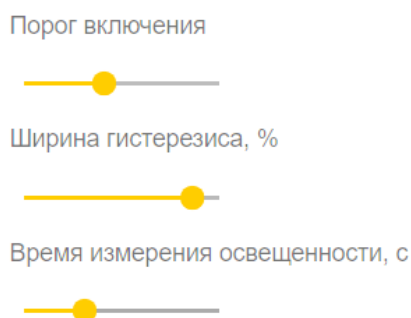 Порог включения
Ширина гистерезиса, %
Время измерения освещенности, с